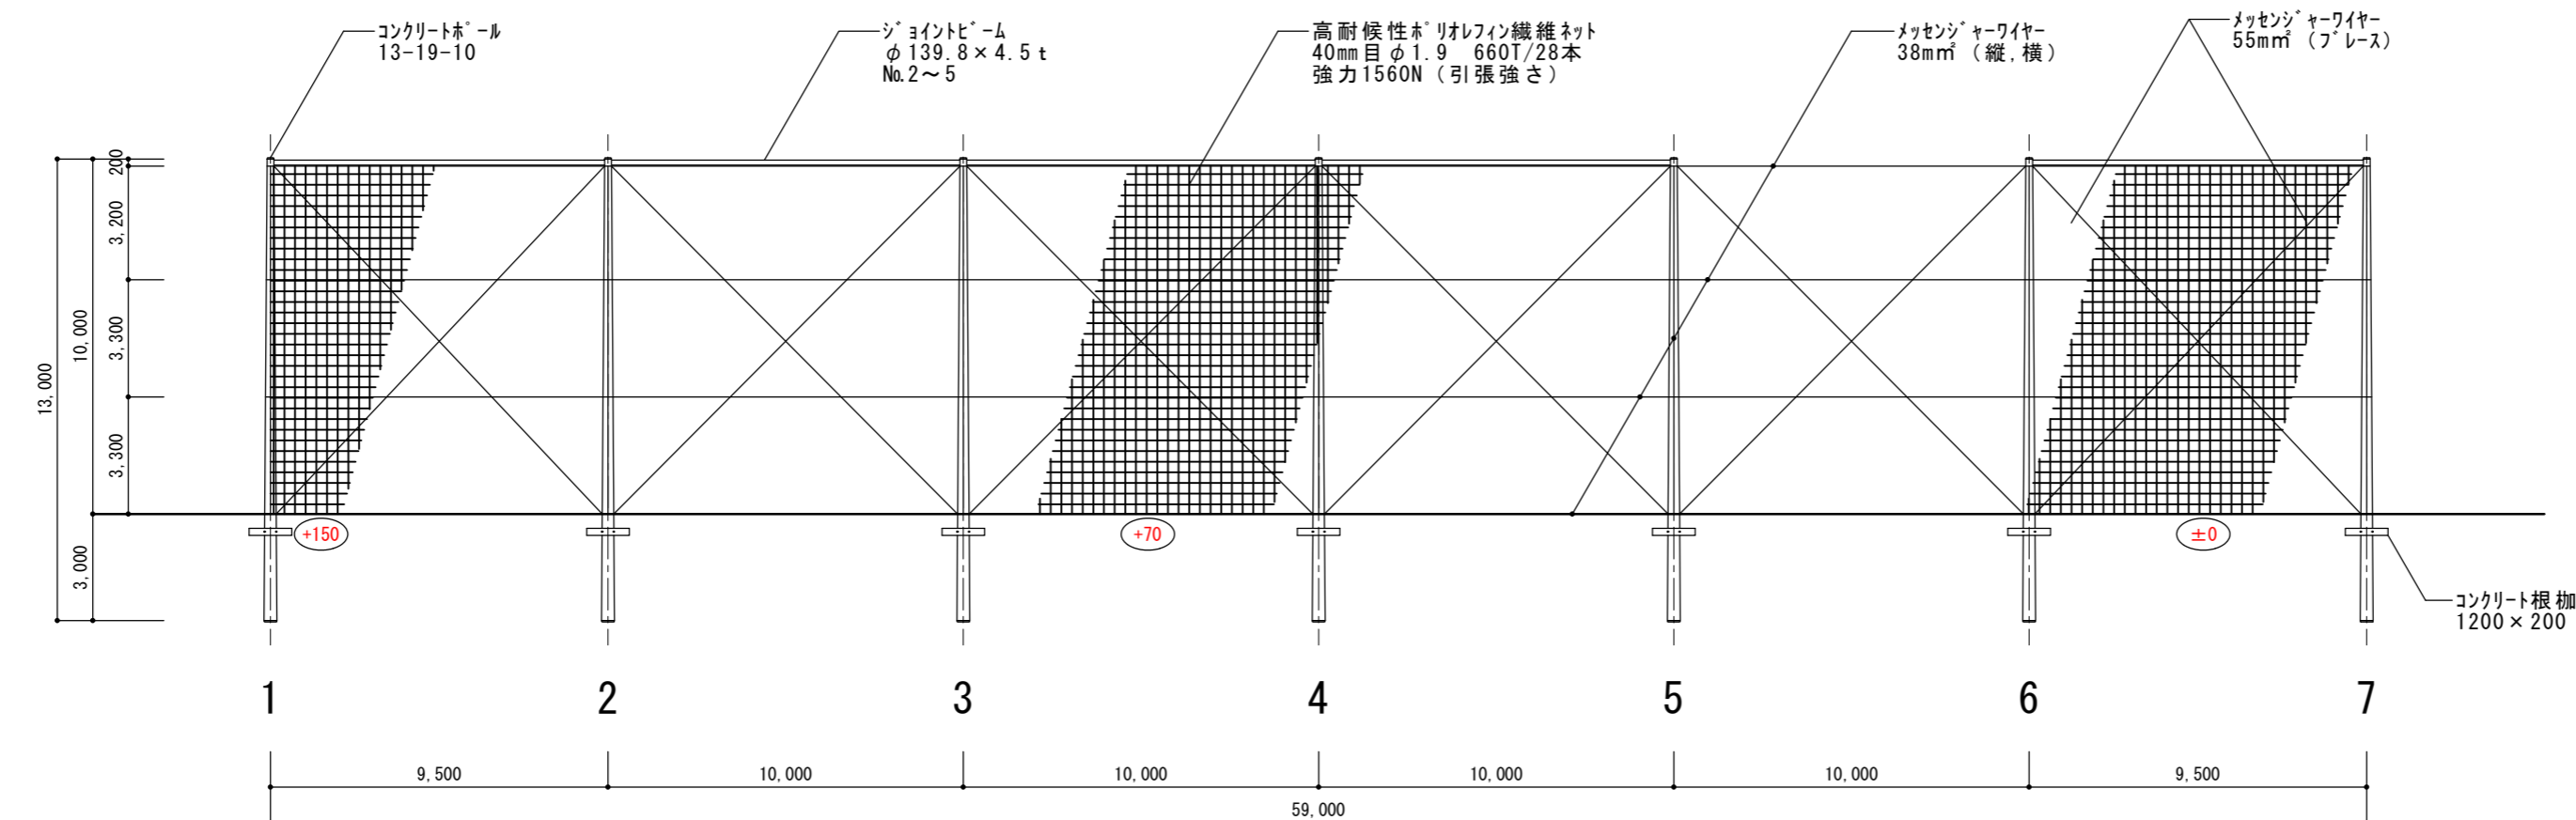 コンクリートポール
13-19-10
ジョイントビーム
φ139.8×4.5t
№2～5
高耐候性ポリオレフィン繊維ネット
40mm目φ1.9 660T/28本
強力1560N（引張強さ）
メッセンジャーワイヤー
38m㎡（縦,横）
メッセンジャーワイヤー
55m㎡（ブレース）
200
3,200
3,300
3,300
10,000
3,000
13,000
+150
+70
±0
コンクリート根枷
1200×200
1
2
3
4
5
6
7
9,500
10,000
10,000
10,000
10,000
9,500
59,000